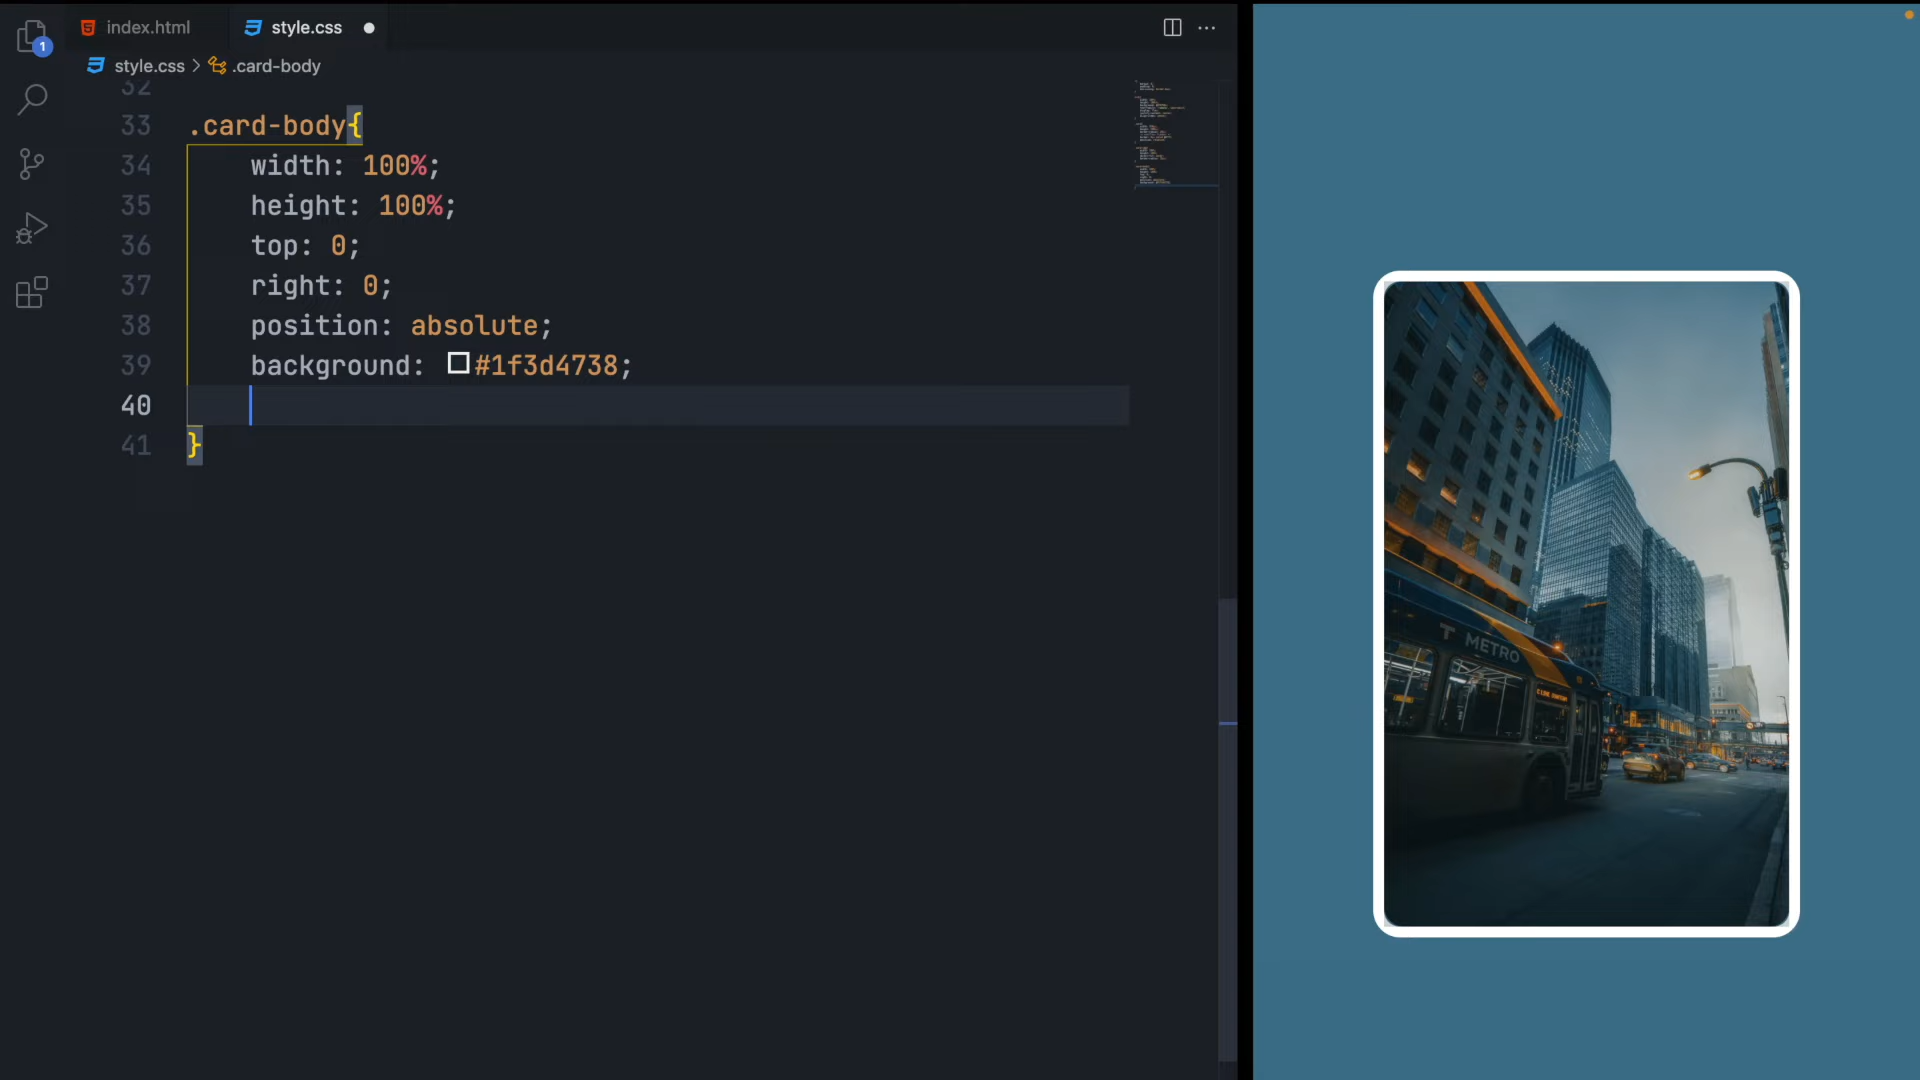 1
index.html
style.css
style.css > .card-body
32
33 .card-body{
34 width: 100%;
35 height: 100%;
36 top: 0;
37 right: 0;
38 position: absolute;
39 background: #1f3d4738;
40
41 }
T METRO